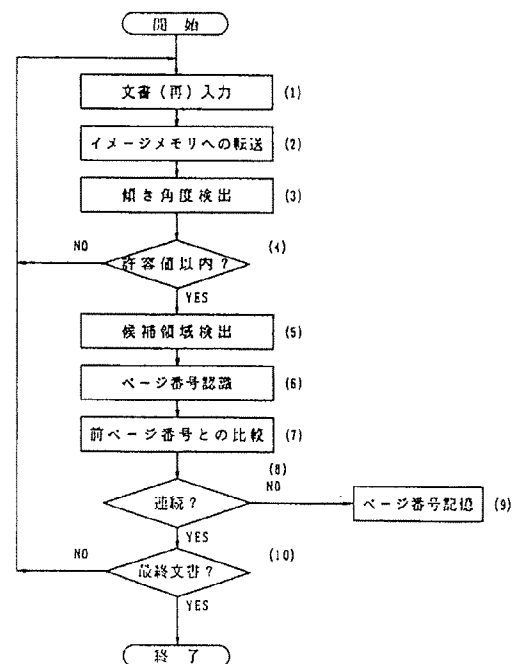 開始
文書（再）入力 (1)
イメージメモリへの転送 (2)
傾き角度検出 (3)
NO (4)
許容値以内？
YES
候補領域検出 (5)
ページ番号認識 (6)
前ページ番号との比較 (7)
(8)
NO
連続？ ページ番号記憶 (9)
YES
NO (10)
最終文書？
YES
終了